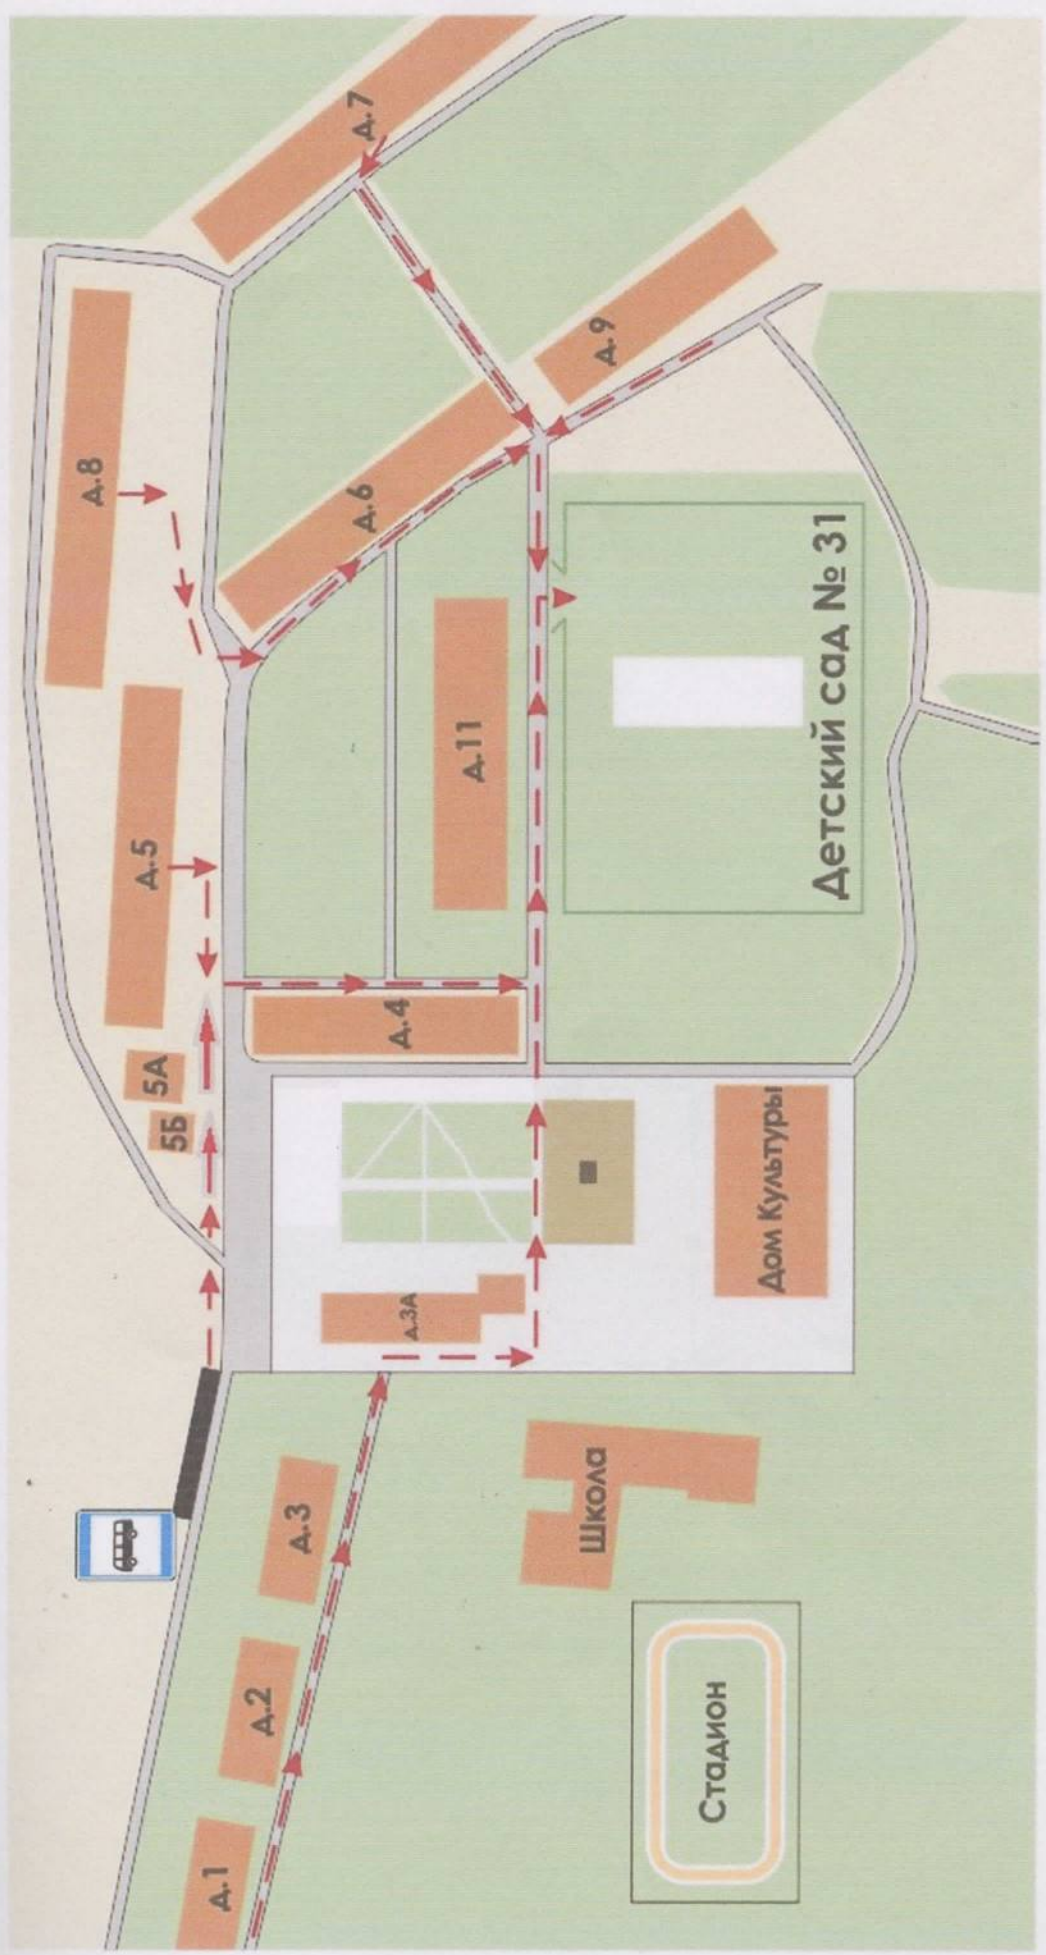 д.8
5Б
5А
д.5
д.1
д.2
д.3
д.6
д.7
д.3А
д.4
д.11
Школа
д.9
Стадион
Дом Культуры
Детский сад № 31